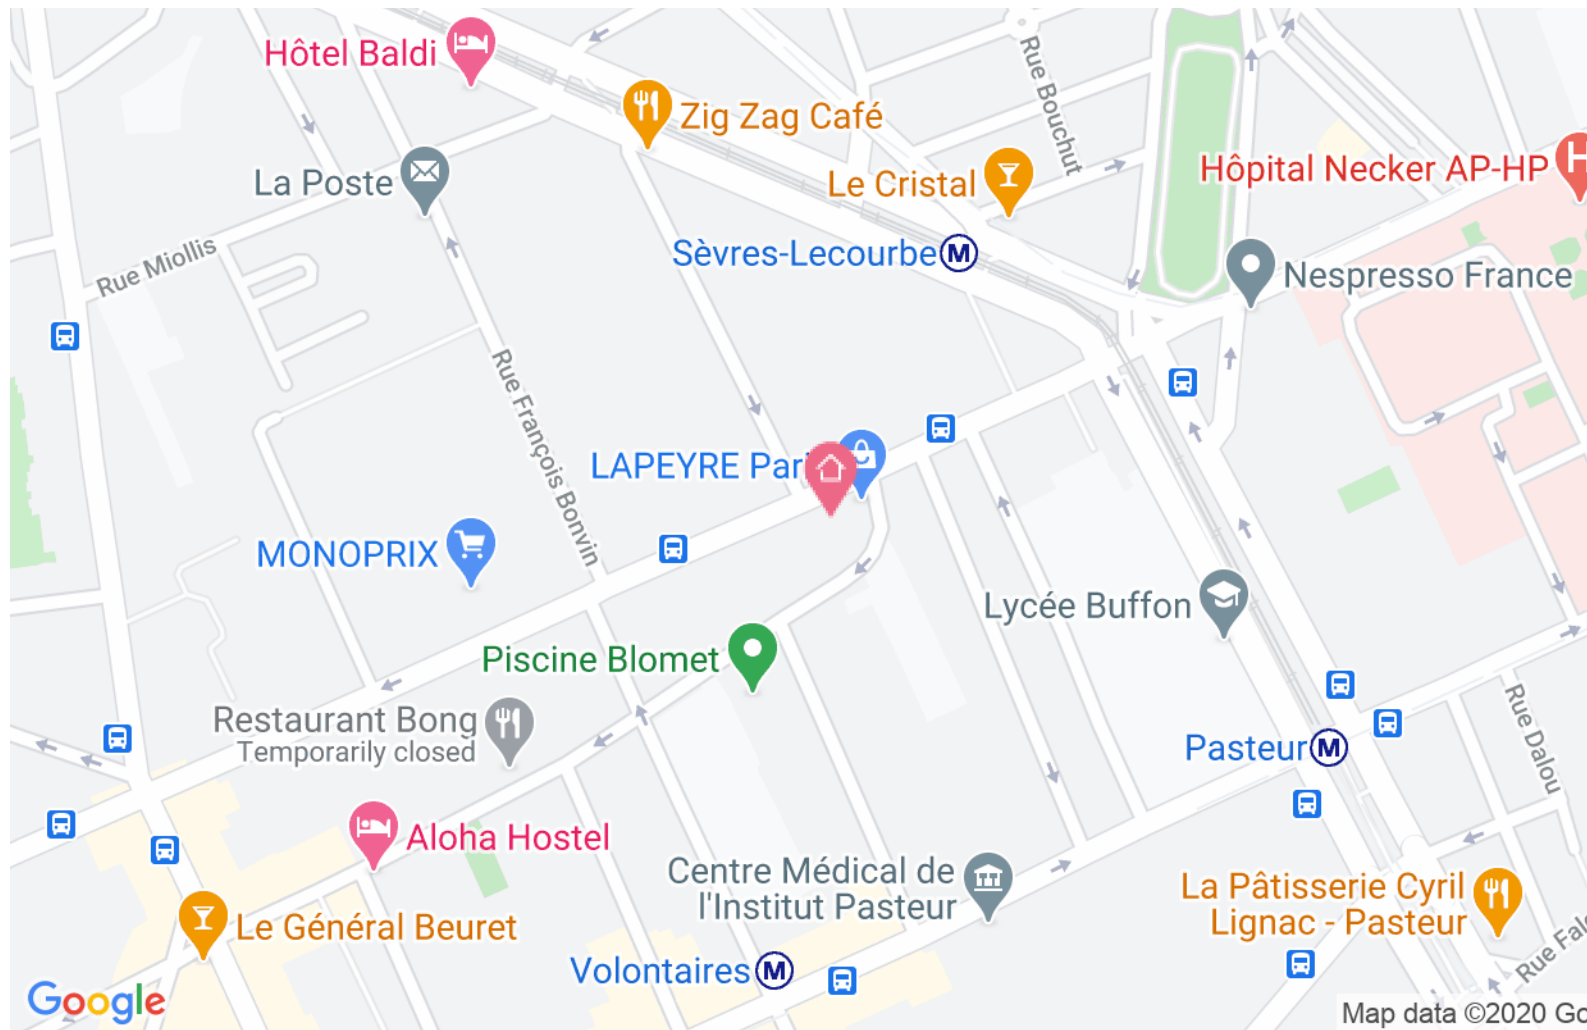 Hôtel Baldi
Zig Zag Café
Rue Bouchut
La Poste
Le Cristal
Hôpital Necker AP-HP
H
Rue Miollis
Sèvres-Lecourbe M
Nespresso France
Rue François Bonvin
LAPEYRE Pari
MONOPRIX
Lycée Buffon
Piscine Blomet
Restaurant Bong
Temporarily closed
Rue Dalou
Pasteur M
Aloha Hostel
Centre Médical de
l'Institut Pasteur
La Pâtisserie Cyril
Lignac - Pasteur
Le Général Beuret
Rue Fal
Volontaires M
Google
Map data ©2020 Go